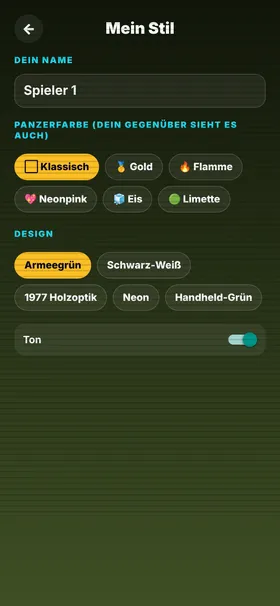 Mein Stil
DEIN NAME
Spieler 1
PANZERFARBE (DEIN GEGENÜBER SIEHT ES
AUCH)
Klassisch Gold Flamme
Neonpink Eis Limette
DESIGN
Armeegrün Schwarz-Weiß
1977 Holzoptik Neon Handheld-Grün
Ton